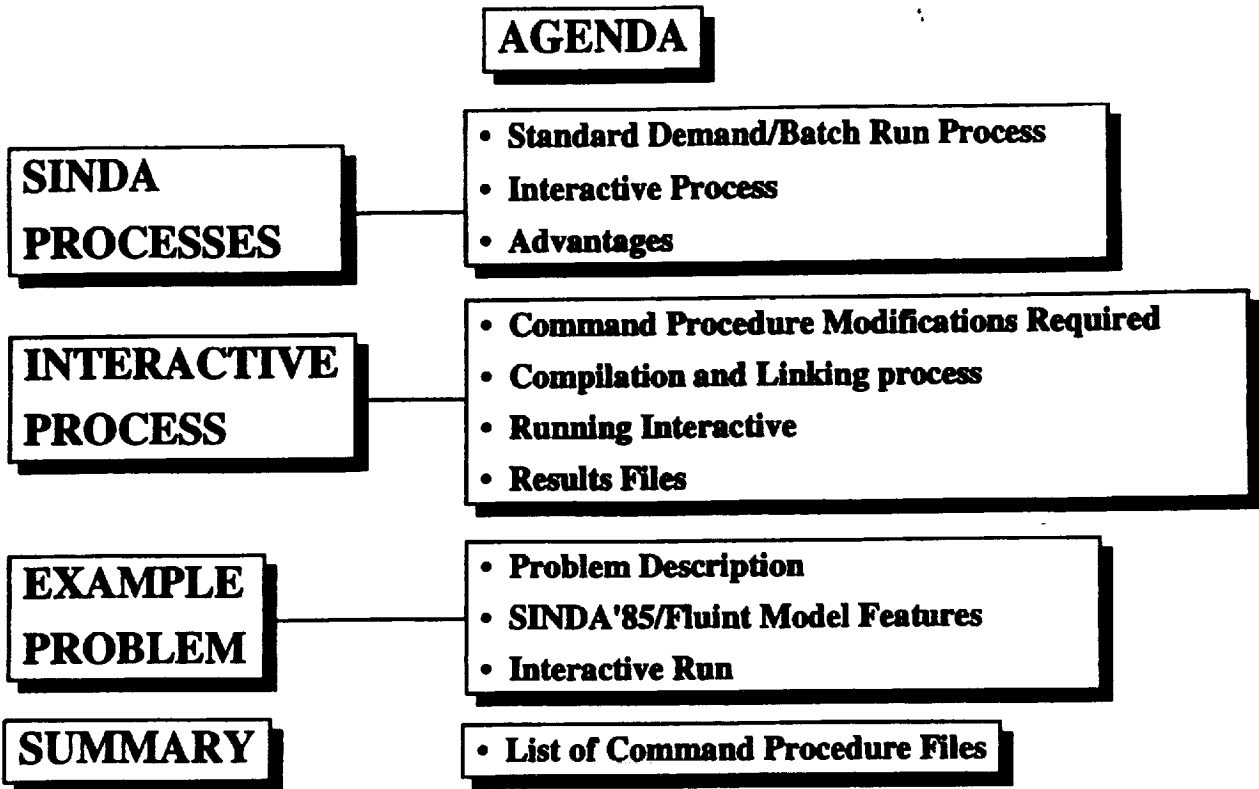 AGENDA
SINDA
PROCESSES
• Standard Demand/Batch Run Process
• Interactive Process
• Advantages
INTERACTIVE
PROCESS
• Command Procedure Modifications Required
• Compilation and Linking process
• Running Interactive
• Results Files
EXAMPLE
PROBLEM
• Problem Description
• SINDA'85/Fluint Model Features
• Interactive Run
SUMMARY
• List of Command Procedure Files